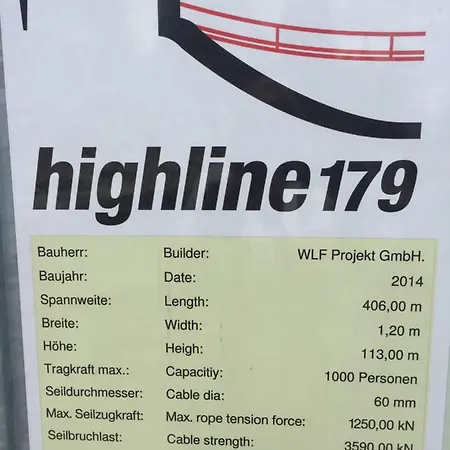 highline179
Bauherr: Builder: WLF Projekt GmbH.
Baujahr: Date: 2014
Spannweite: Length: 406,00 m
Breite: Width: 1,20 m
Höhe: Heigh: 113,00 m
Tragkraft max.: Capacitiy: 1000 Personen
Seildurchmesser: Cable dia: 60 mm
Max. Seilzugkraft: Max. rope tension force: 1250,00 kN
Seilbruchlast: Cable strength: 3590,00 kN